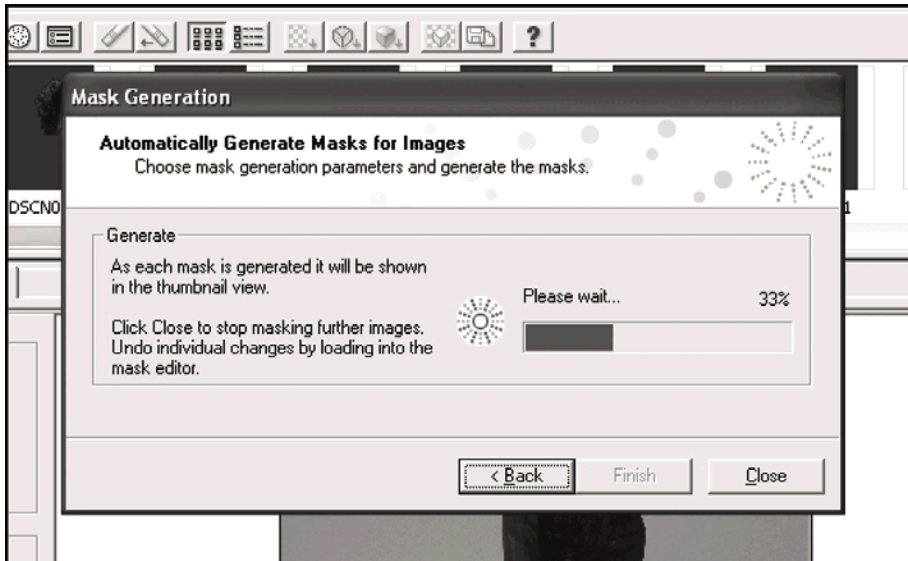 ?
Mask Generation
Automatically Generate Masks for Images
Choose mask generation parameters and generate the masks.
DSCN0
1
Generate
As each mask is generated it will be shown
in the thumbnail view.
Please wait...
33%
Click Close to stop masking further images.
Undo individual changes by loading into the
mask editor.
< Back
Finish
Close